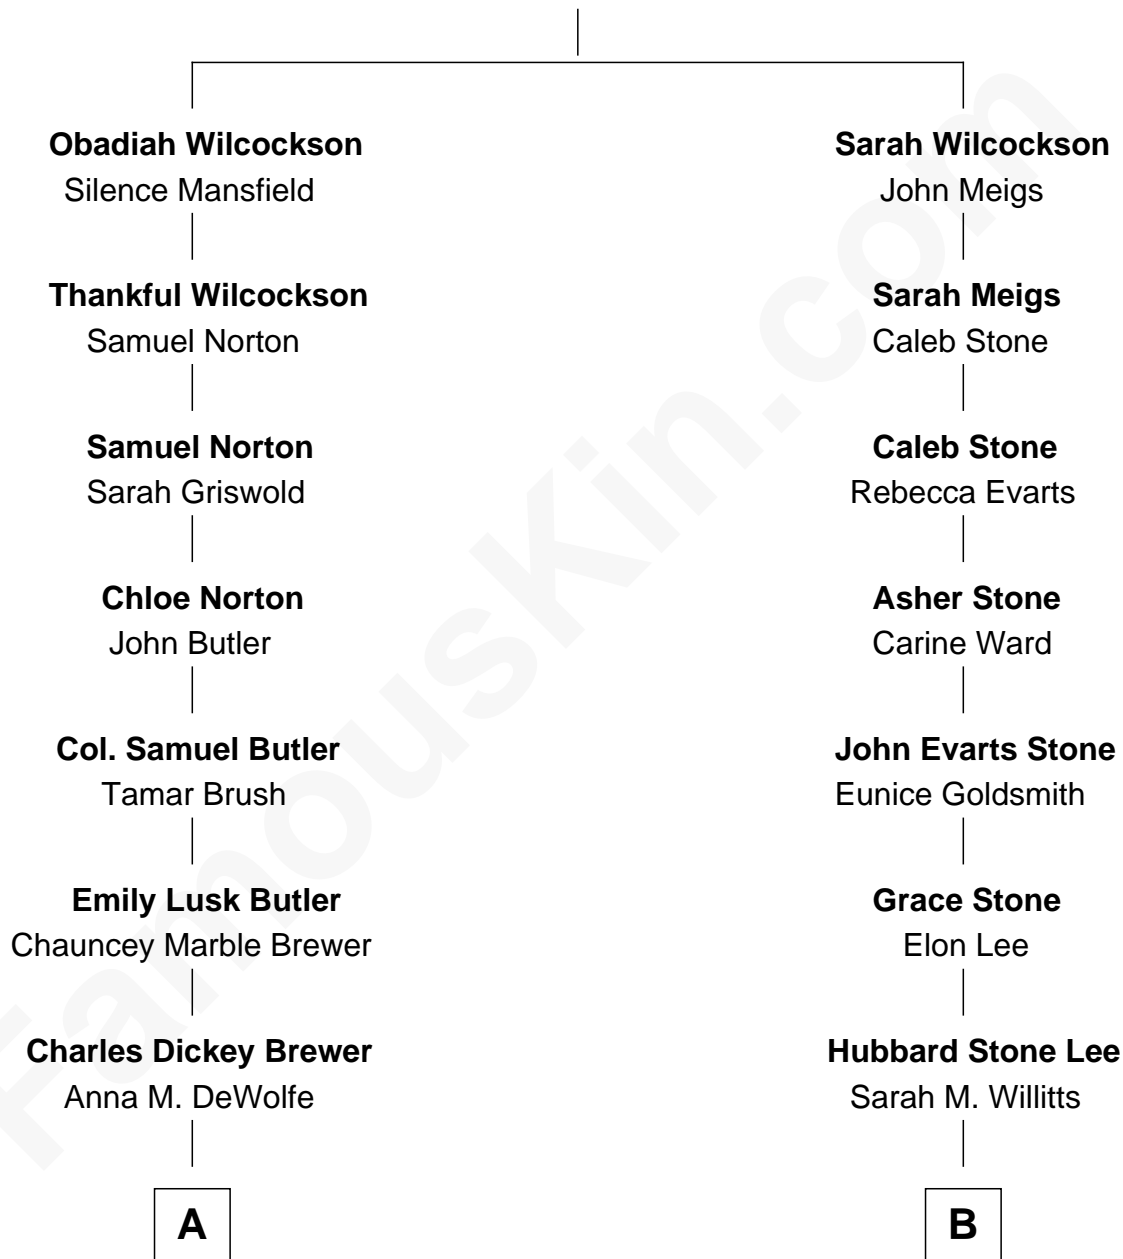 Obadiah Wilcockson
Silence Mansfield
Thankful Wilcockson
Samuel Norton
Samuel Norton
Sarah Griswold
Chloe Norton
John Butler
Col. Samuel Butler
Tamar Brush
Emily Lusk Butler
Chauncey Marble Brewer
Charles Dickey Brewer
Anna M. DeWolfe
A
Sarah Wilcockson
John Meigs
Sarah Meigs
Caleb Stone
Caleb Stone
Rebecca Evarts
Asher Stone
Carine Ward
John Evarts Stone
Eunice Goldsmith
Grace Stone
Elon Lee
Hubbard Stone Lee
Sarah M. Willitts
B
FamousKin.com